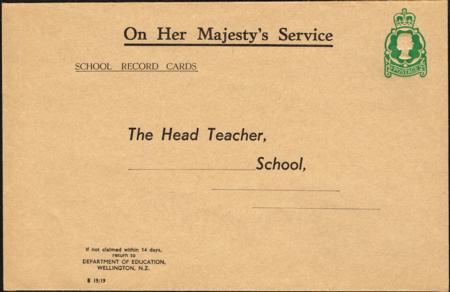 On Her Majesty's Service
SCHOOL RECORD CARDS
POSTAGE
The Head Teacher,
School,
If not claimed within 14 days,
return to
DEPARTMENT OF EDUCATION,
WELLINGTON, N.Z.
B 19/19